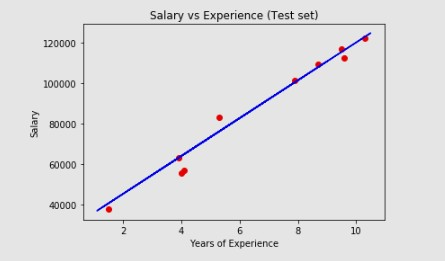 Salary vs Experience (Test set)
120000
100000
80000
60000
40000
Salary
2 4 6 8 10
Years of Experience